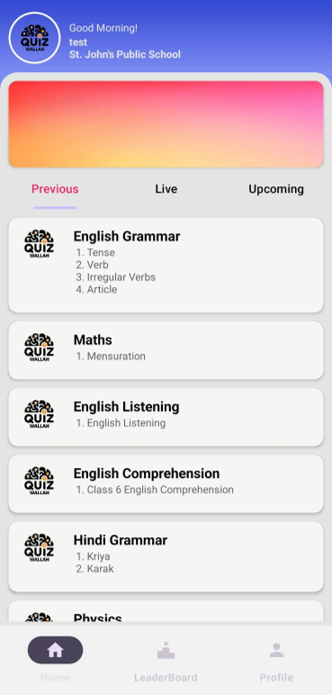 Good Morning!
test
St. John's Public School
QUIZ
WALLAH
Previous
Live
Upcoming
QUIZ
WALLAH
English Grammar
1. Tense
2. Verb
3. Irregular Verbs
4. Article
QUIZ
WALLAH
Maths
1. Mensuration
QUIZ
WALLAH
English Listening
1. English Listening
QUIZ
WALLAH
English Comprehension
1. Class 6 English Comprehension
QUIZ
WALLAH
Hindi Grammar
1. Kriya
2. Karak
Physics
Home
LeaderBoard
Profile